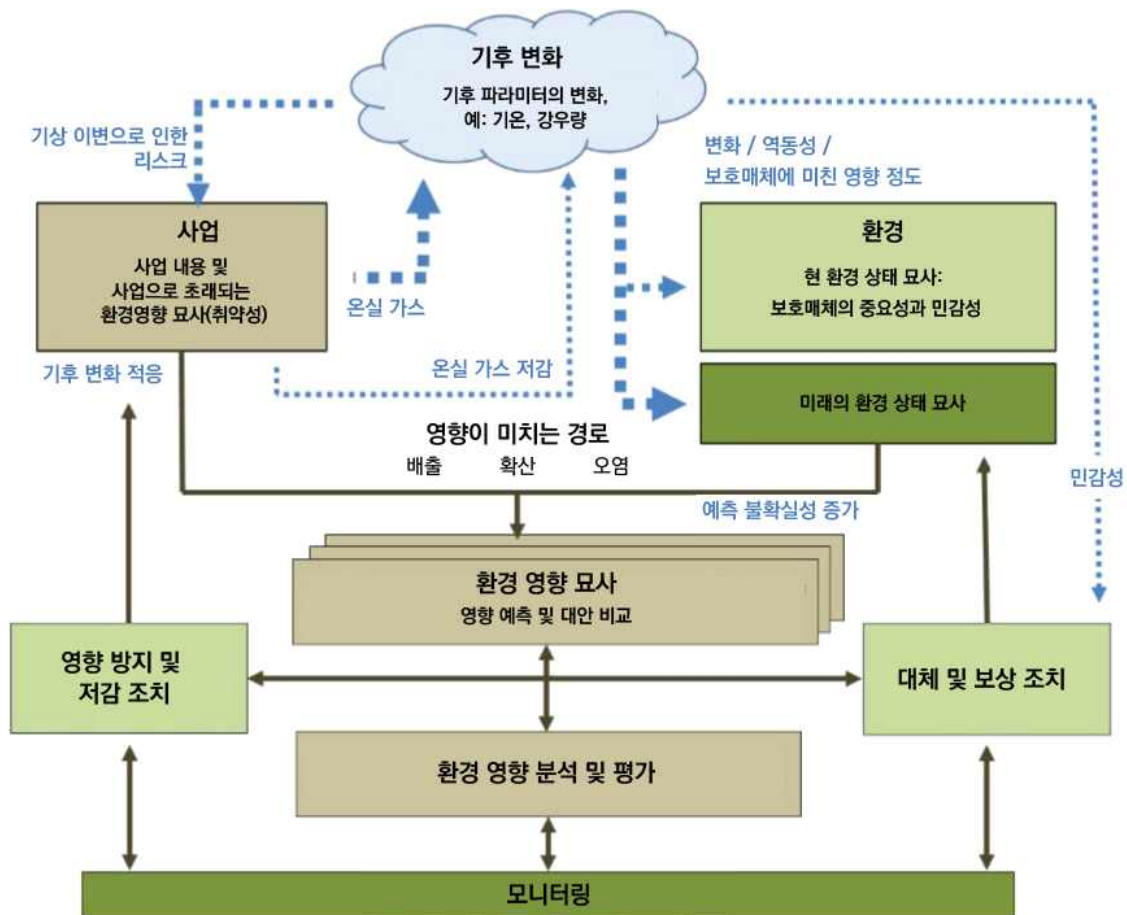 기후 변화
기후 파라미터의 변화,
예: 기온, 강우량
기상 이변으로 인한
리스크
변화 / 역동성 /
보호매체에 미친 영향 정도
사업
사업 내용 및
사업으로 초래되는
환경영향 묘사(취약성)
온실 가스
환경
현 환경 상태 묘사:
보호매체의 중요성과 민감성
기후 변화 적응
온실 가스 저감
미래의 환경 상태 묘사
영향이 미치는 경로
배출 확산 오염
민감성
예측 불확실성 증가
환경 영향 묘사
영향 예측 및 대안 비교
영향 방지 및
저감 조치
대체 및 보상 조치
환경 영향 분석 및 평가
모니터링